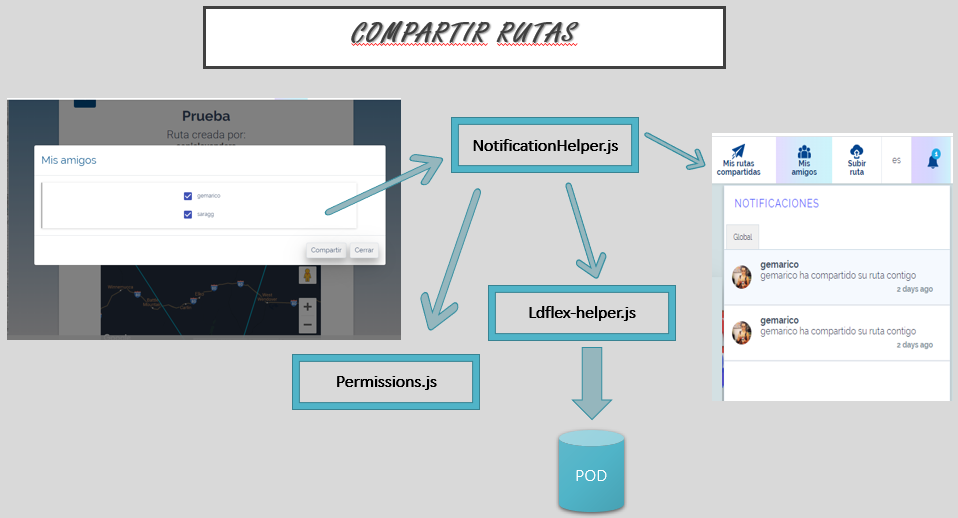 COMPARTIR RUTAS
Prueba
Ruta creada por:
Mis amigos
gemarico
saragg
Compartir
Cerrar
NotificationHelper.js
Permissions.js
Ldflex-helper.js
POD
Mis rutas
compartidas
Mis
amigos
Subir
ruta
es
NOTIFICACIONES
Global
gemarico
gemarico ha compartido su ruta contigo
2 days ago
gemarico
gemarico ha compartido su ruta contigo
2 days ago